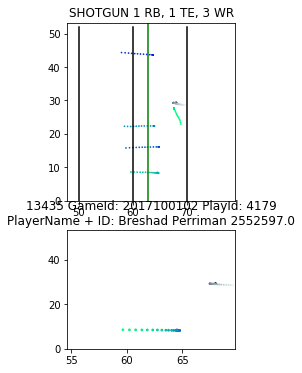 SHOTGUN 1 RB, 1 TE, 3 WR
50
40
30
20
10
0
50 60 70
13435 GameId: 2017100102 PlayId: 4179
PlayerName + ID: Breshad Perriman 2552597.0
40
20
0
55 60 65